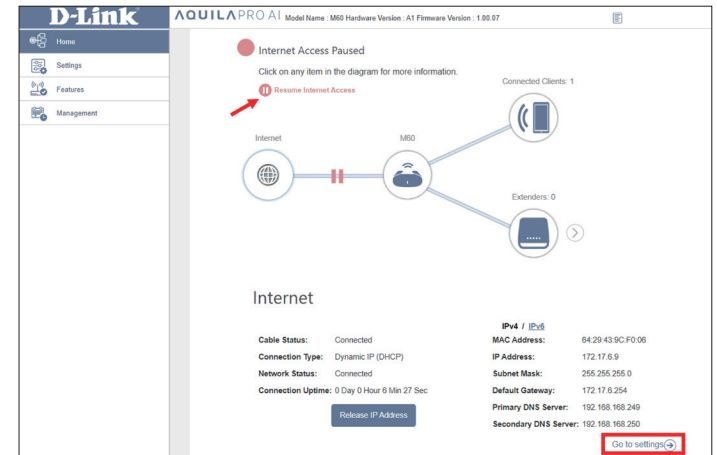 D-Link
AQUILA PRO AI Model Name : M60 Hardware Version : A1 Firmware Version : 1.00.07
Home
Settings
Features
Management
Internet Access Paused
Click on any item in the diagram for more information.
Resume Internet Access
Connected Clients: 1
Internet
M60
Extenders: 0
Internet
IPv4 / IPv6
Cable Status: Connected
MAC Address: 64:29:43:9C:F0:06
Connection Type: Dynamic IP (DHCP)
IP Address: 172.17.6.9
Network Status: Connected
Subnet Mask: 255.255.255.0
Connection Uptime: 0 Day 0 Hour 6 Min 27 Sec
Default Gateway: 172.17.6.254
Release IP Address
Primary DNS Server: 192.168.168.249
Secondary DNS Server: 192.168.168.250
Go to settings